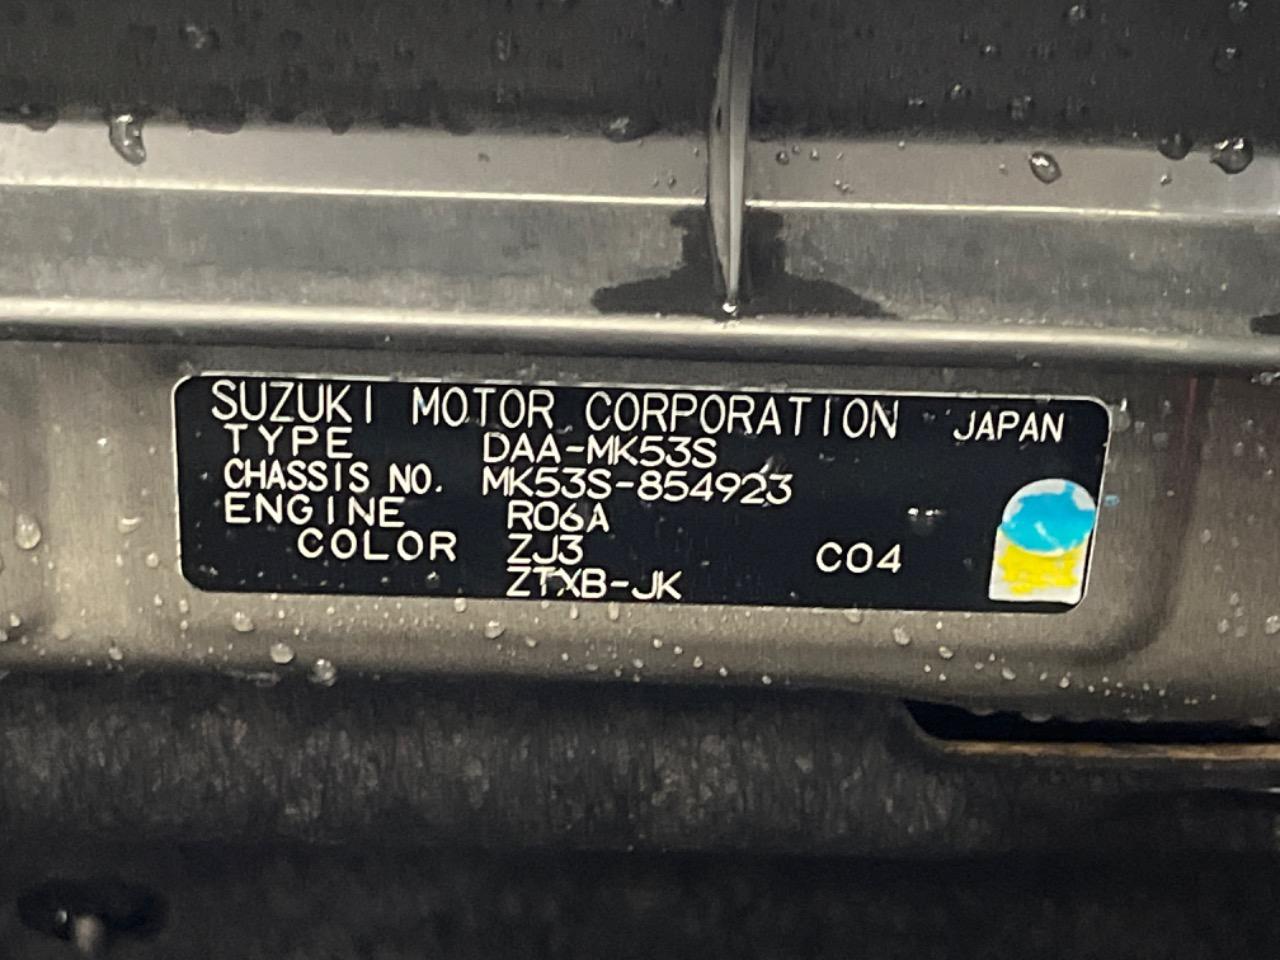 SUZUKI MOTOR CORPORATION JAPAN
TYPE DAA-MK53S
CHASSIS NO. MK53S-854923
ENGINE R06A
COLOR ZJ3 C04
ZTXB-JK